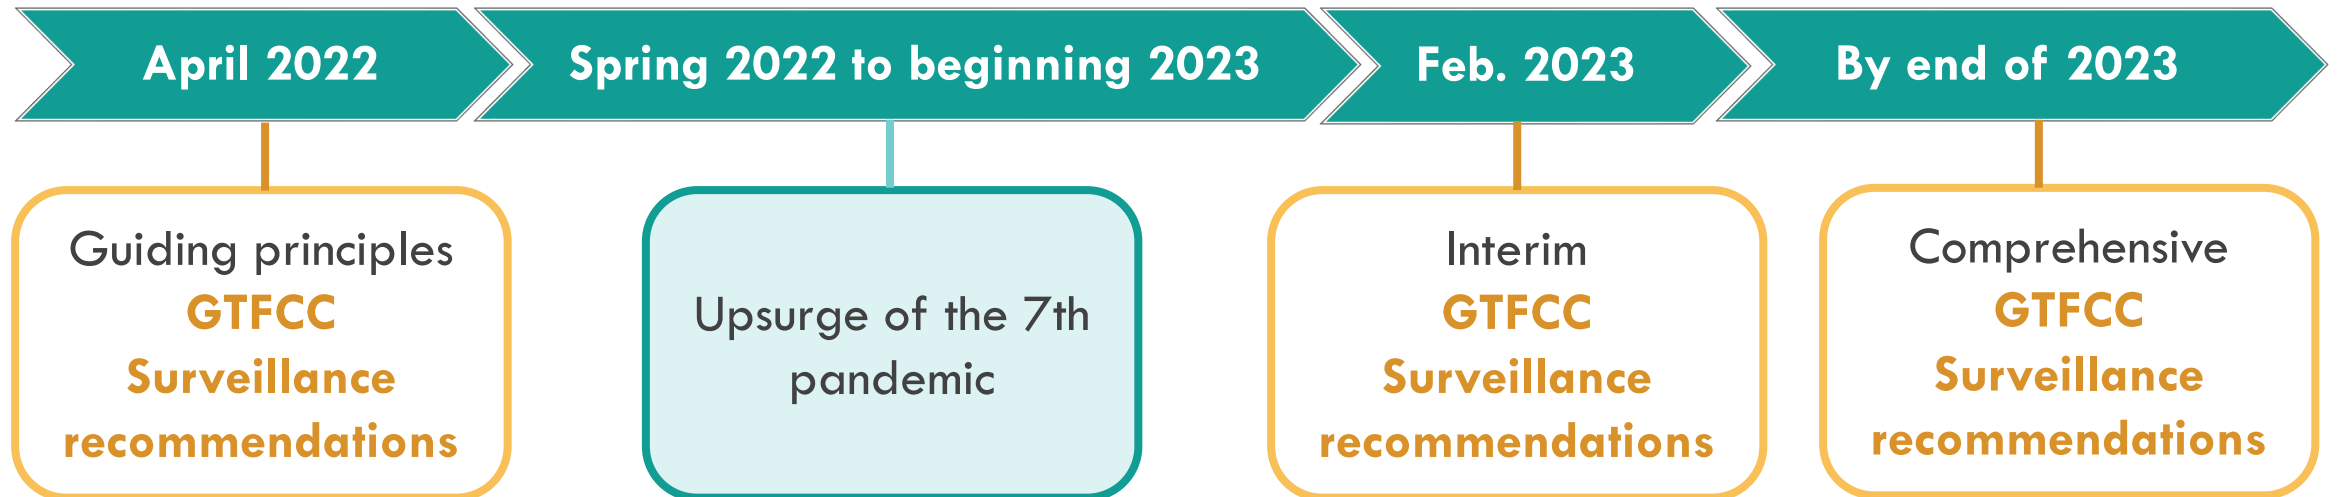 April 2022
Spring 2022 to beginning 2023
Feb. 2023
By end of 2023
Guiding principles
GTFCC
Surveillance
recommendations
Upsurge of the 7th
pandemic
Interim
GTFCC
Surveillance
recommendations
Comprehensive
GTFCC
Surveillance
recommendations